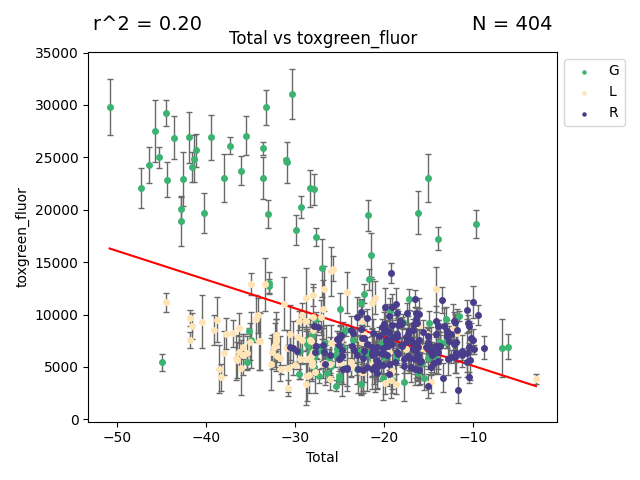 r^2 = 0.20
N = 404
Total vs toxgreen_fluor
35000
30000
25000
20000
15000
10000
5000
0
toxgreen_fluor
−50
−40
−30
−20
−10
Total
G
L
R